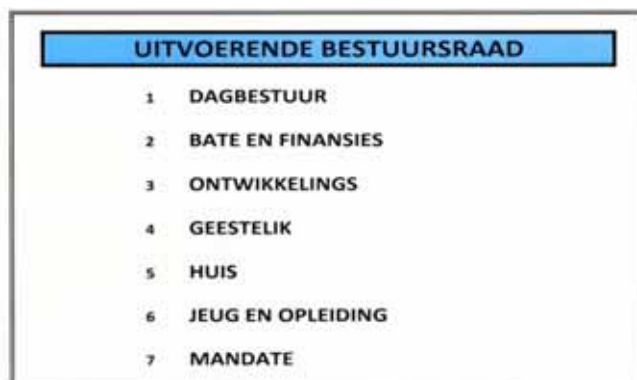 UITVOERENDE BESTUURSRAAD
1 DAGBESTUUR
2 BATE EN FINANSIES
3 ONTWIKKELINGS
4 GEESTELIK
5 HUIS
6 JEUG EN OPLEIDING
7 MANDATE